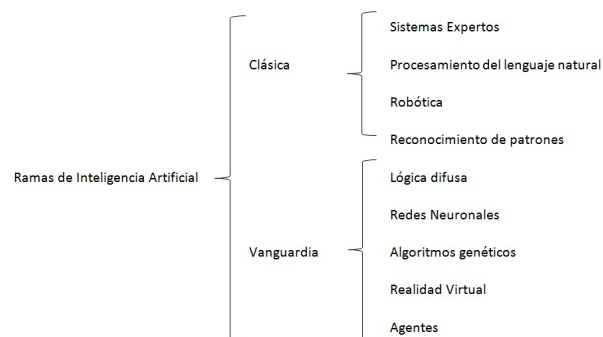 Ramas de Inteligencia Artificial
Clásica
Sistemas Expertos
Procesamiento del lenguaje natural
Robótica
Reconocimiento de patrones
Vanguardia
Lógica difusa
Redes Neuronales
Algoritmos genéticos
Realidad Virtual
Agentes